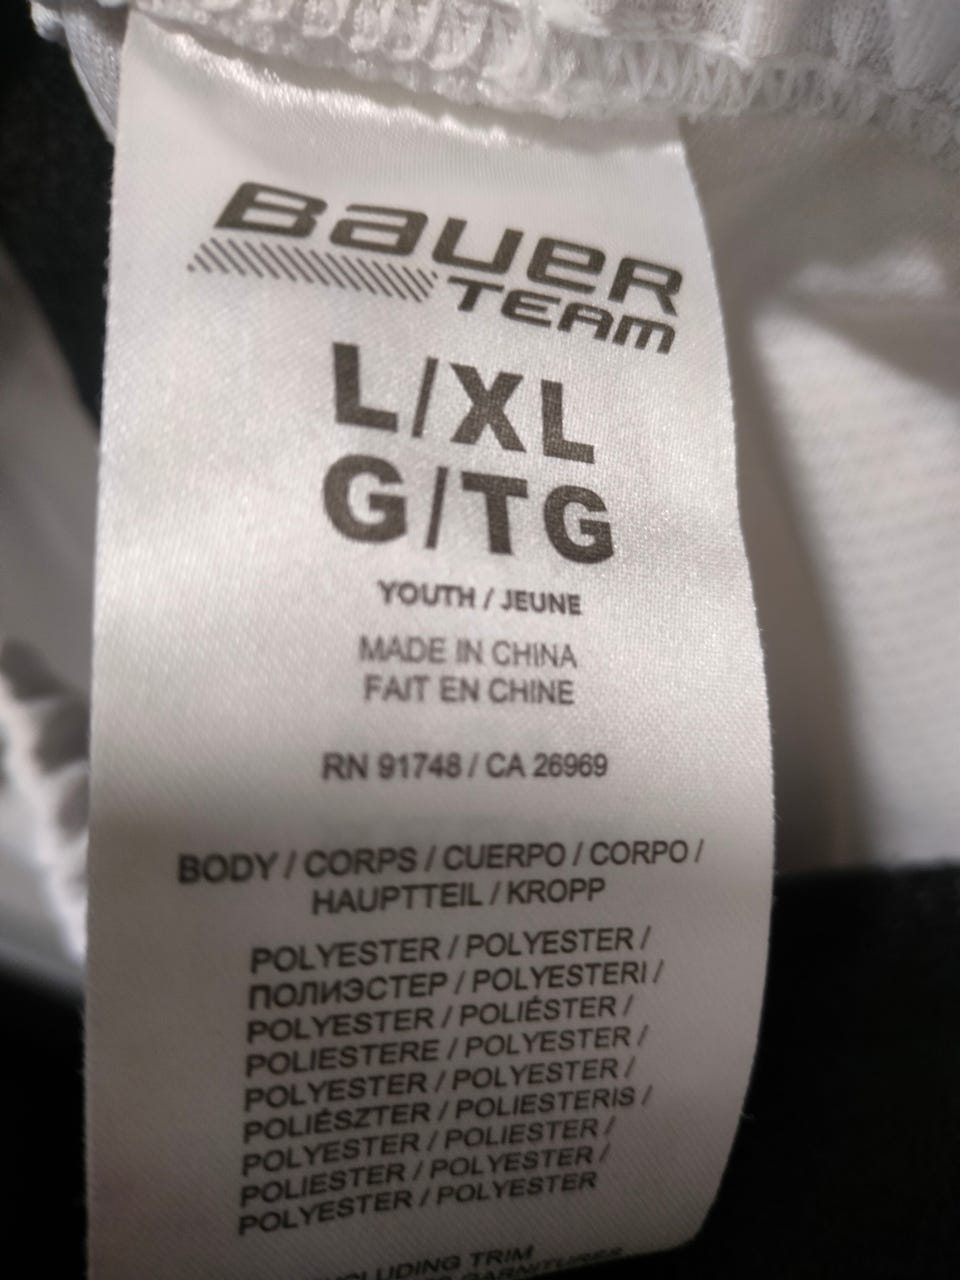 BAUER
TEAM
L/XL
G/TG
YOUTH / JEUNE
MADE IN CHINA
FAIT EN CHINE
RN 91748 / CA 26969
BODY / CORPS / CUERPO / CORPO /
HAUPTTEIL / KROPP
POLYESTER / POLYESTER /
ПОЛИЭСТЕР / POLYESTERI /
POLYESTER / POLIÉSTER /
POLIESTERE / POLYESTER /
POLYESTER / POLYESTER /
POLIÉSZTER / POLIESTERIS /
POLYESTER / POLIESTER /
POLIESTER / POLYESTER /
POLYESTER / POLYESTER
TRIM